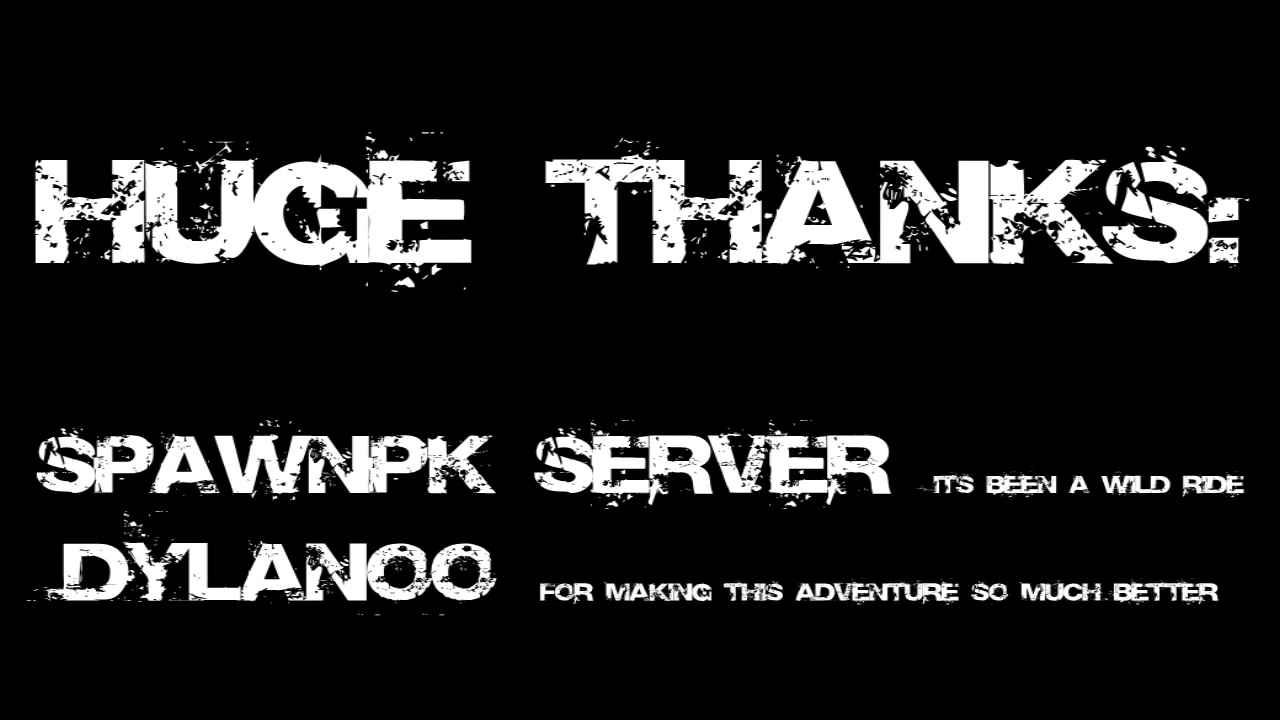 HUGE THANKS:
SPAWNPK SERVER ITS BEEN A WILD RIDE
DYLANOO FOR MAKING THIS ADVENTURE SO MUCH BETTER